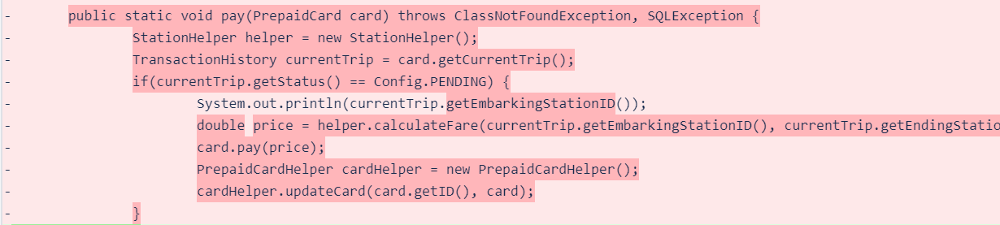 -       public static void pay(PrepaidCard card) throws ClassNotFoundException, SQLException {
-               StationHelper helper = new StationHelper();
-               TransactionHistory currentTrip = card.getCurrentTrip();
-               if(currentTrip.getStatus() == Config.PENDING) {
-                       System.out.println(currentTrip.getEmbarkingStationID());
-                       double price = helper.calculateFare(currentTrip.getEmbarkingStationID(), currentTrip.getEndingStatio
-                       card.pay(price);
-                       PrepaidCardHelper cardHelper = new PrepaidCardHelper();
-                       cardHelper.updateCard(card.getID(), card);
-               }